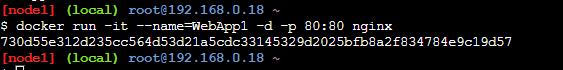 [node1] (local) root@192.168.0.18 ~
$ docker run -it --name=WebApp1 -d -p 80:80 nginx
730d55e312d235cc564d53d21a5cdc33145329d2025bfb8a2f834784e9c19d57
[node1] (local) root@192.168.0.18 ~
$